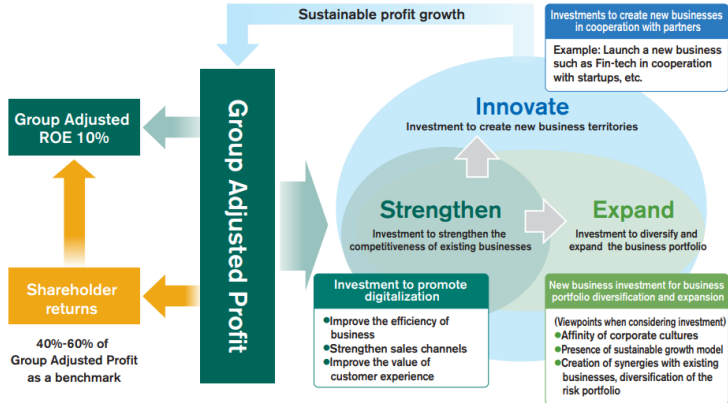 Sustainable profit growth
Investments to create new businesses
in cooperation with partners
Example: Launch a new business
such as Fin-tech in cooperation
with startups, etc.
Group Adjusted
ROE 10%
Group Adjusted Profit
Innovate
Investment to create new business territories
Strengthen
Investment to strengthen the
competitiveness of existing businesses
Expand
Investment to diversify and
expand the business portfolio
Shareholder
returns
40%-60% of
Group Adjusted Profit
as a benchmark
Investment to promote
digitalization
●Improve the efficiency of
business
●Strengthen sales channels
●Improve the value of
customer experience
New business investment for business
portfolio diversification and expansion
(Viewpoints when considering investment)
●Affinity of corporate cultures
●Presence of sustainable growth model
●Creation of synergies with existing
businesses, diversification of the
risk portfolio